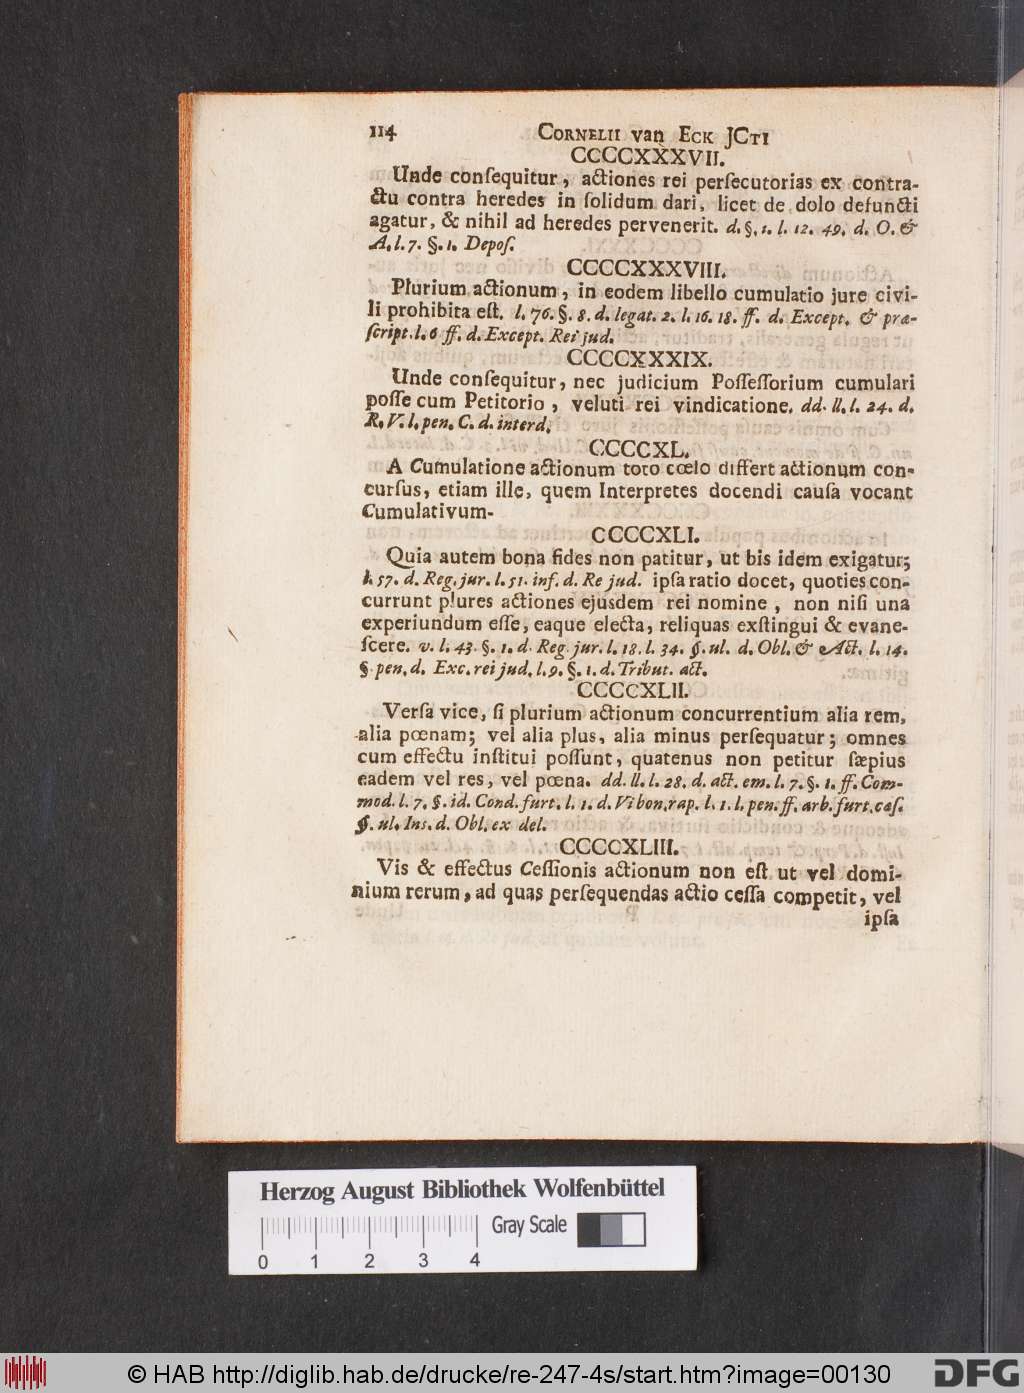 114 CORNELII van ECK JCTI
CCCCXXXVII.
Unde conſequitur, actiones rei perſecutorias ex contra-
ctu contra heredes in ſolidum dari, licet de dolo defuncti
agatur, & nihil ad heredes pervenerit. d. §. 1. l. 12. 49. d. O. &
A. l. 7. §. 1. Depoſ.
CCCCXXXVIII.
Plurium actionum, in eodem libello cumulatio jure civi-
li prohibita eſt. l. 76. §. 8. d. legat. 2. l. 16. 18. ff. d. Except. & præ-
ſcript. l. 6 ff. d. Except. Rei jud.
CCCCXXXIX.
Unde conſequitur, nec judicium Poſſeſſorium cumulari
poſſe cum Petitorio, veluti rei vindicatione. dd. ll. l. 24. d.
R. V. l. pen. C. d. interd.
CCCCXL.
A Cumulatione actionum toto cœlo differt actionum con-
curſus, etiam ille, quem Interpretes docendi cauſa vocant
Cumulativum-
CCCCXLI.
Quia autem bona fides non patitur, ut bis idem exigatur;
l. 57. d. Reg. jur. l. 51. inf. d. Re jud. ipſa ratio docet, quoties con-
currunt plures actiones ejusdem rei nomine, non niſi una
experiundum eſſe, eaque electa, reliquas exſtingui & evane-
ſcere. v. l. 43. §. 1. d. Reg. jur. l. 18. l. 34. §. ul. d. Obl. & Act. l. 14.
§. pen. d. Exc. rei jud. l. 9. §. 1. d. Tribut. act.
CCCCXLII.
Verſa vice, ſi plurium actionum concurrentium alia rem,
alia pœnam; vel alia plus, alia minus perſequatur; omnes
cum effectu inſtitui poſſunt, quatenus non petitur ſæpius
eadem vel res, vel pœna. dd. ll. l. 28. d. act. em. l. 7. §. 1. ff. Com-
mod. l. 7. §. id. Cond. furt. l. 1. d. Vi bon. rap. l. 1. l. pen. ff. arb. furt. cæſ.
§. ul. Ins. d. Obl. ex del.
CCCCXLIII.
Vis & effectus Ceſſionis actionum non eſt ut vel domi-
nium rerum, ad quas perſequendas actio ceſſa competit, vel
ipſa
Herzog August Bibliothek Wolfenbüttel
Gray Scale
0 1 2 3 4
© HAB http://diglib.hab.de/drucke/re-247-4s/start.htm?image=00130
DFG